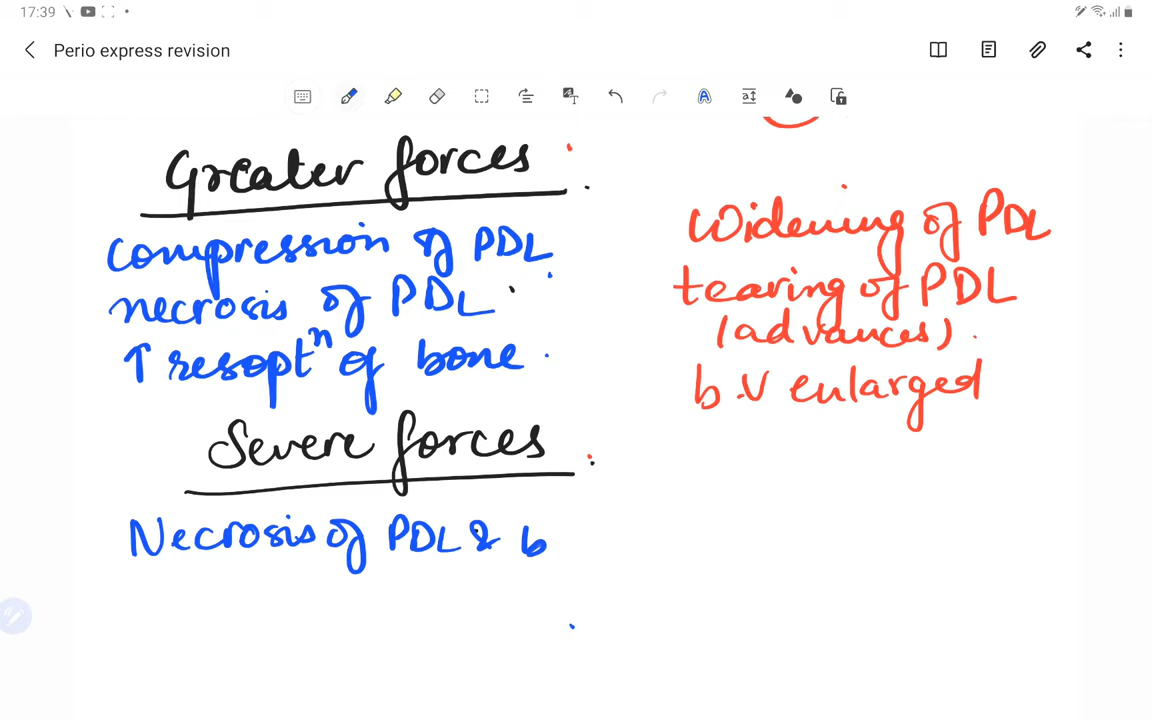 17:39
Perio express revision
Greater forces
compression of PDL
necrosis of PDL
↑ resoptⁿ of bone
Severe forces
Necrosis of PDL & b
Widening of PDL
tearing of PDL
(advances).
b.v enlarged